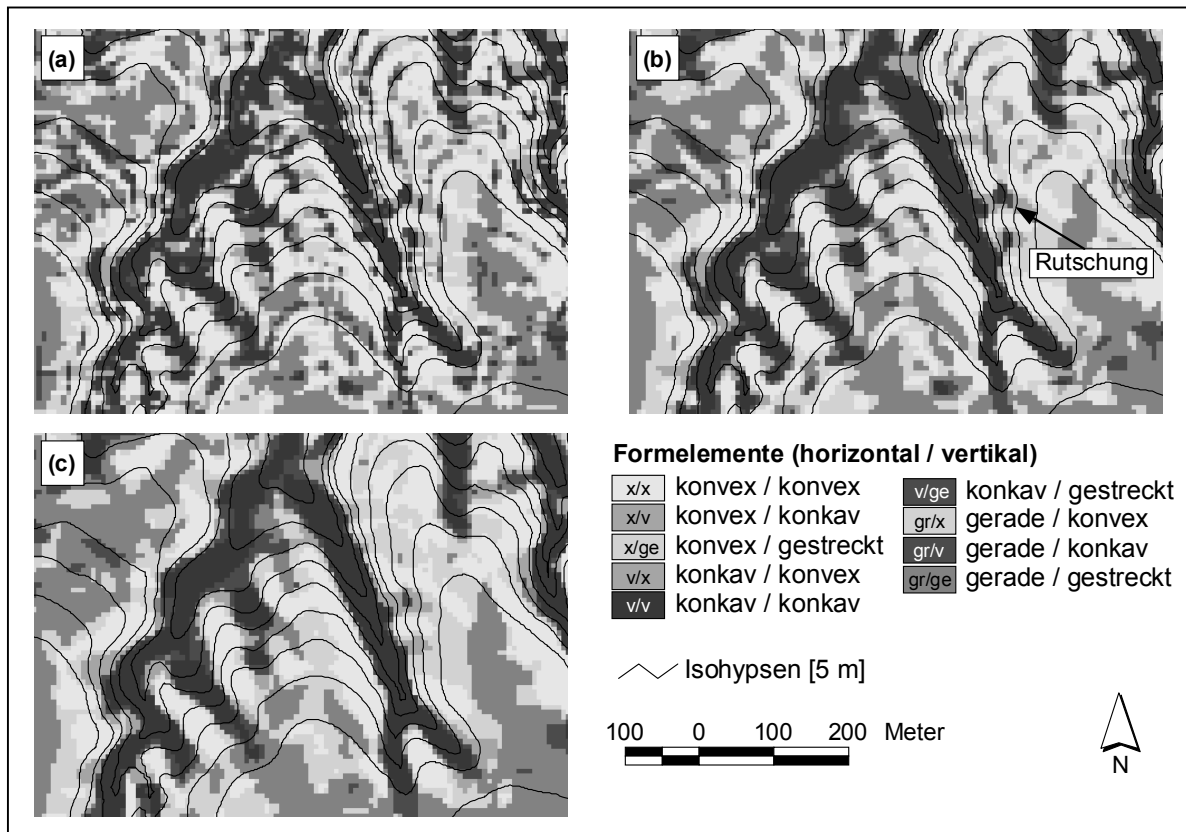 (a)
(b)
Rutschung
(c)
Formelemente (horizontal / vertikal)
x/x konvex / konvex
x/v konvex / konkav
x/ge konvex / gestreckt
v/x konkav / konvex
v/v konkav / konkav
v/ge konkav / gestreckt
gr/x gerade / konvex
gr/v gerade / konkav
gr/ge gerade / gestreckt
Isohypsen [5 m]
100 0 100 200 Meter
N